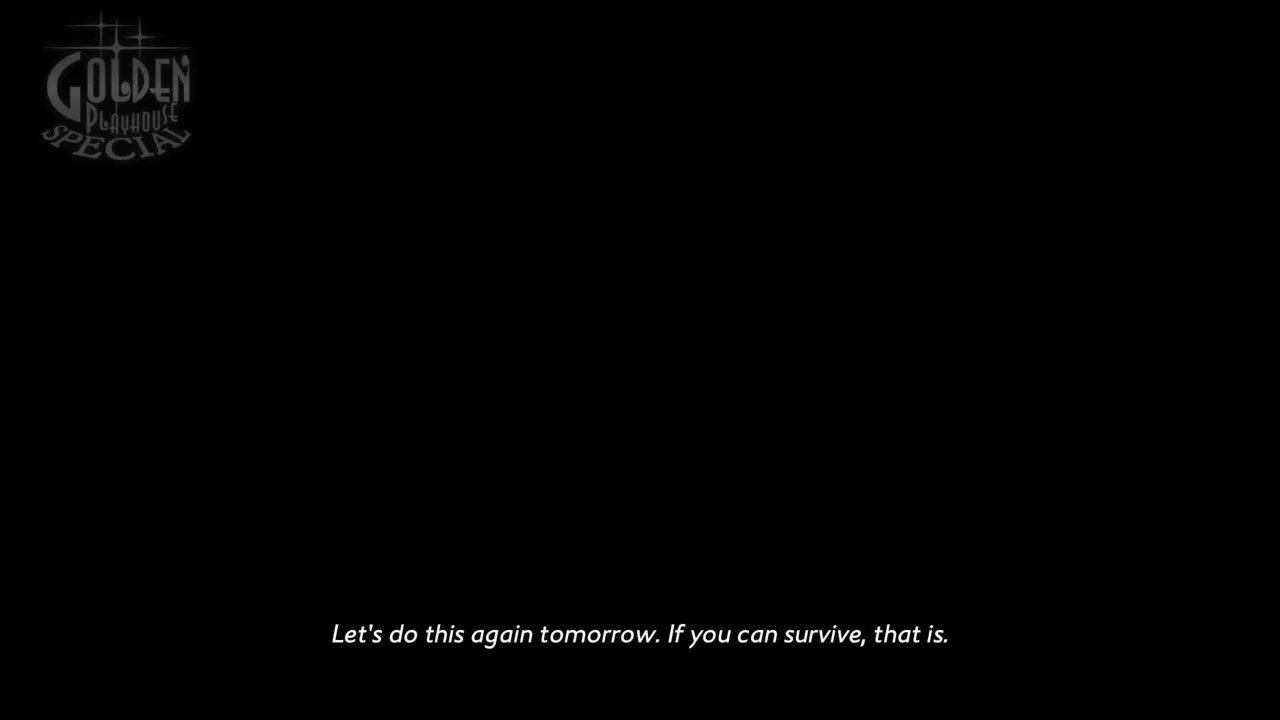 GOLDEN
PLAYHOUSE
SPECIAL
Let's do this again tomorrow. If you can survive, that is.